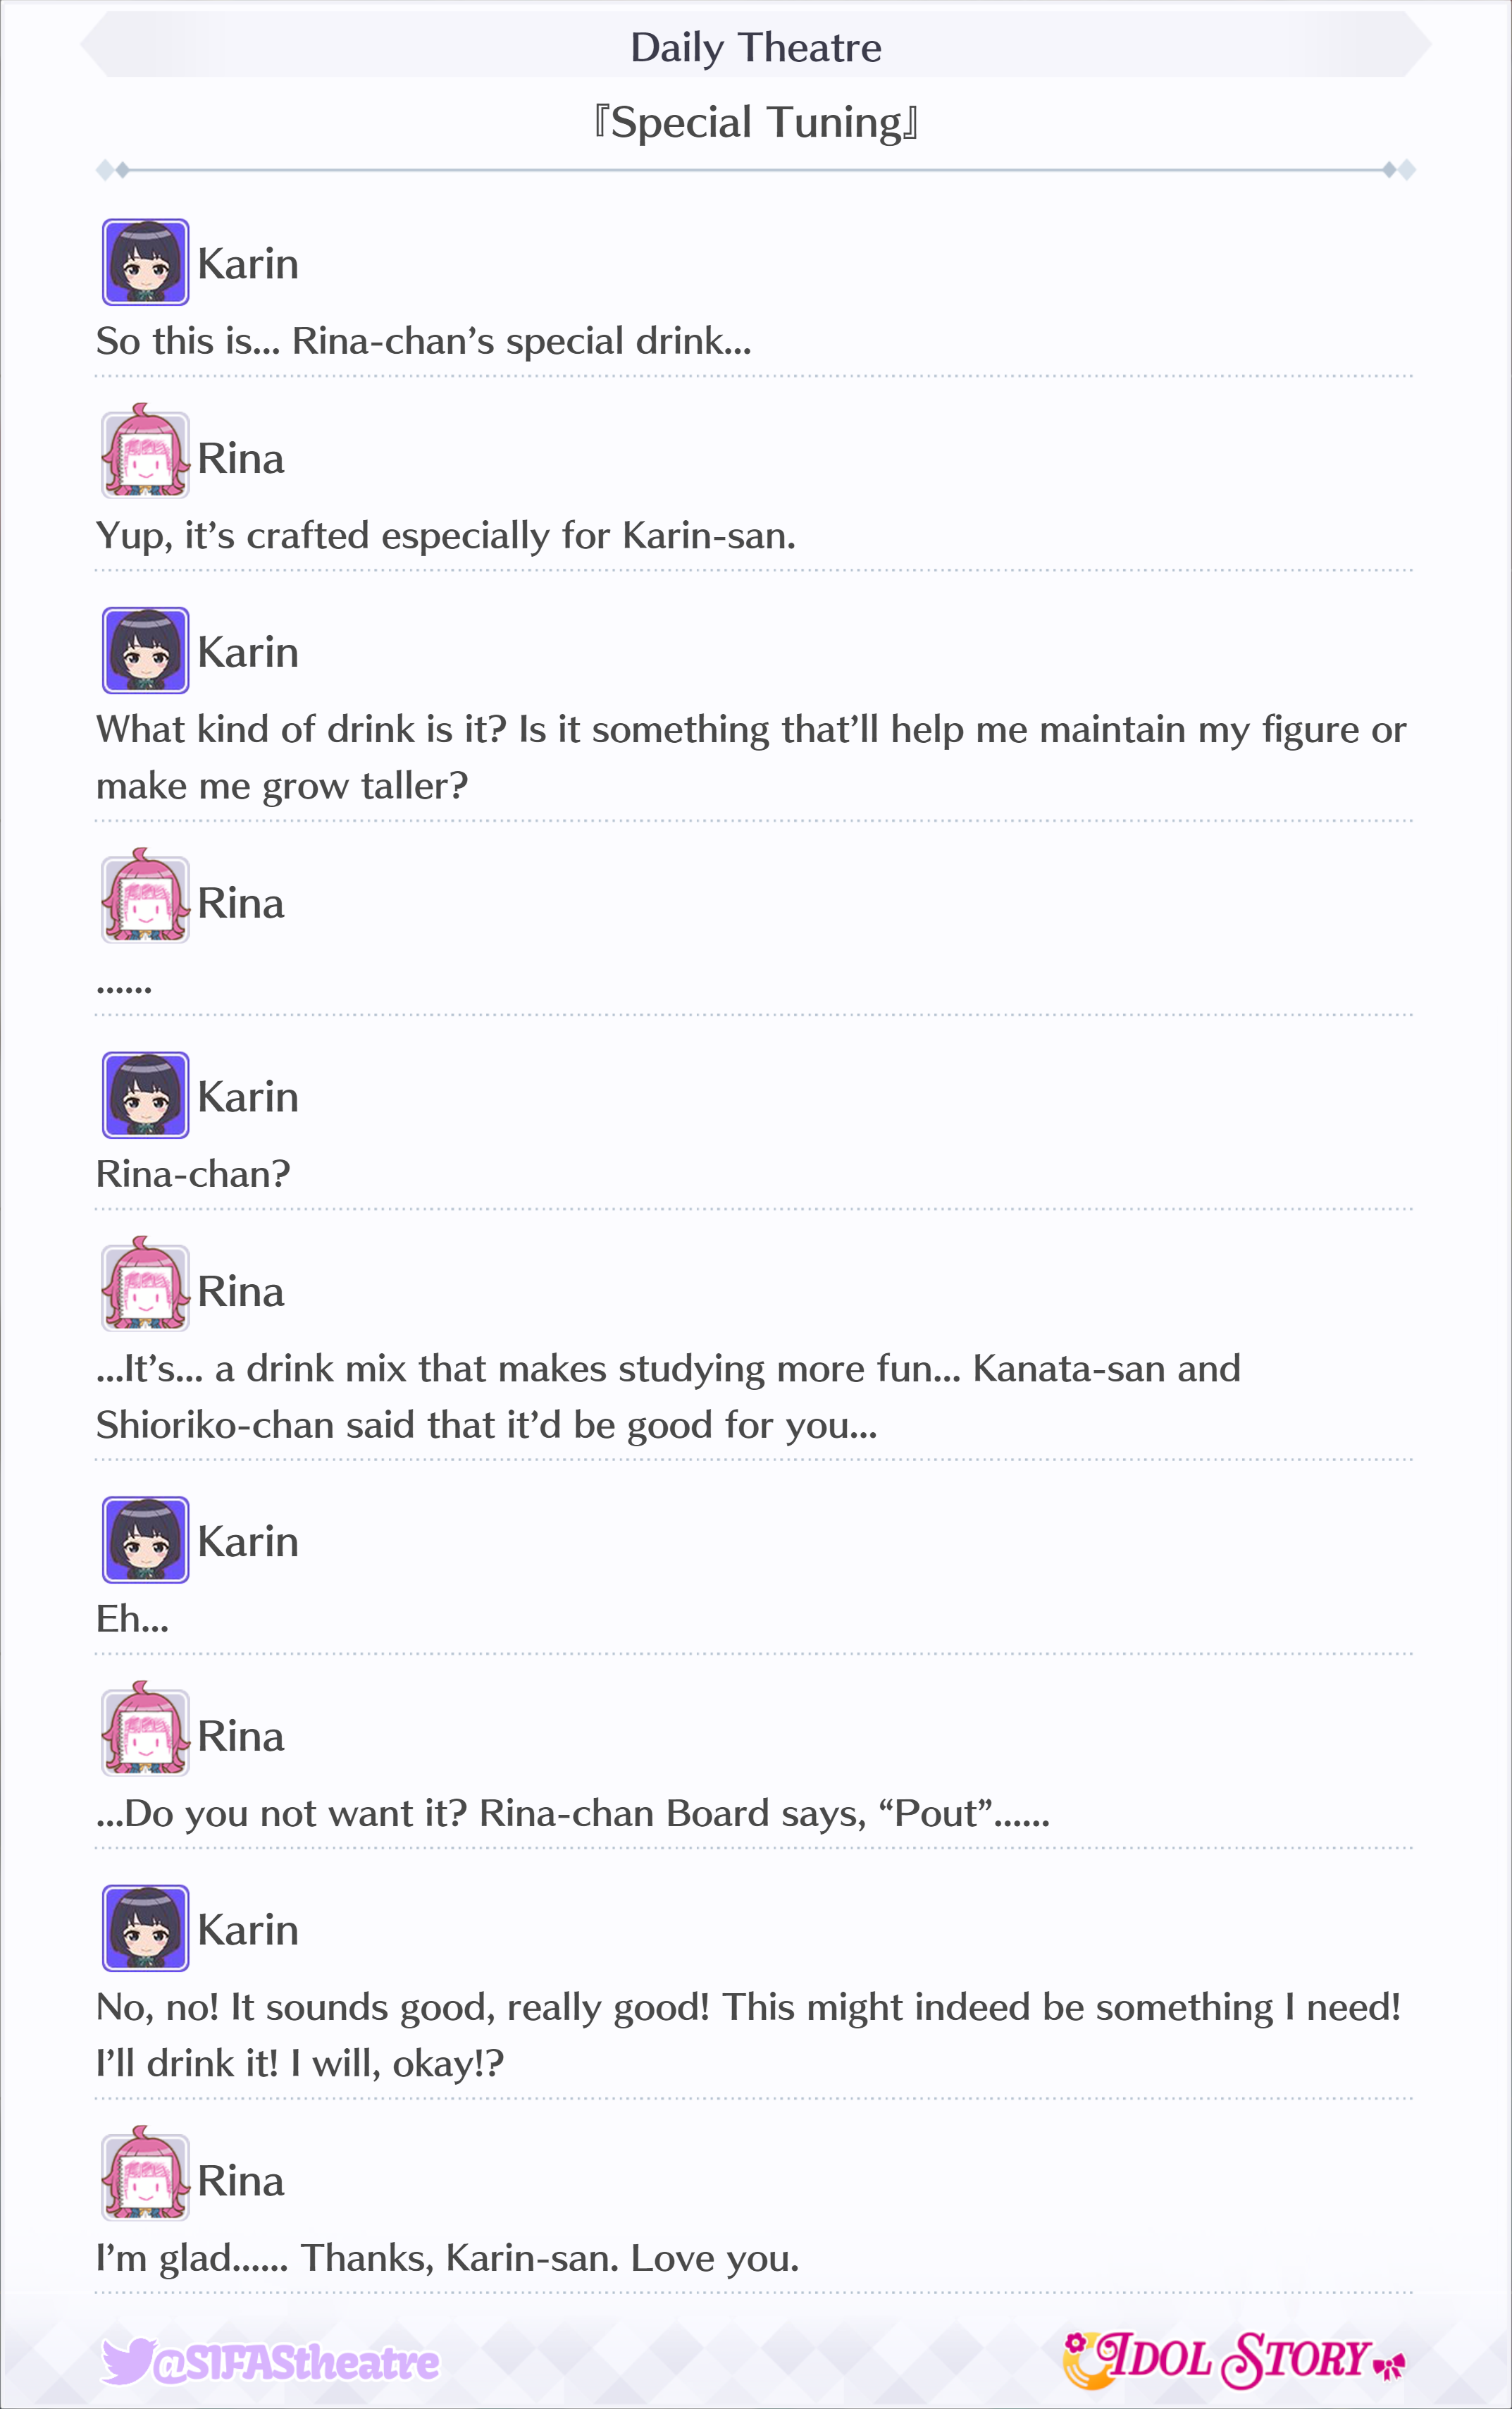 Daily Theatre
『Special Tuning』
Karin
So this is... Rina-chan’s special drink...
Rina
Yup, it’s crafted especially for Karin-san.
Karin
What kind of drink is it? Is it something that’ll help me maintain my figure or
make me grow taller?
Rina
......
Karin
Rina-chan?
Rina
...It’s... a drink mix that makes studying more fun... Kanata-san and
Shioriko-chan said that it’d be good for you...
Karin
Eh...
Rina
...Do you not want it? Rina-chan Board says, “Pout”......
Karin
No, no! It sounds good, really good! This might indeed be something I need!
I’ll drink it! I will, okay!?
Rina
I’m glad...... Thanks, Karin-san. Love you.
@SIFAStheatre
IDOL STORY